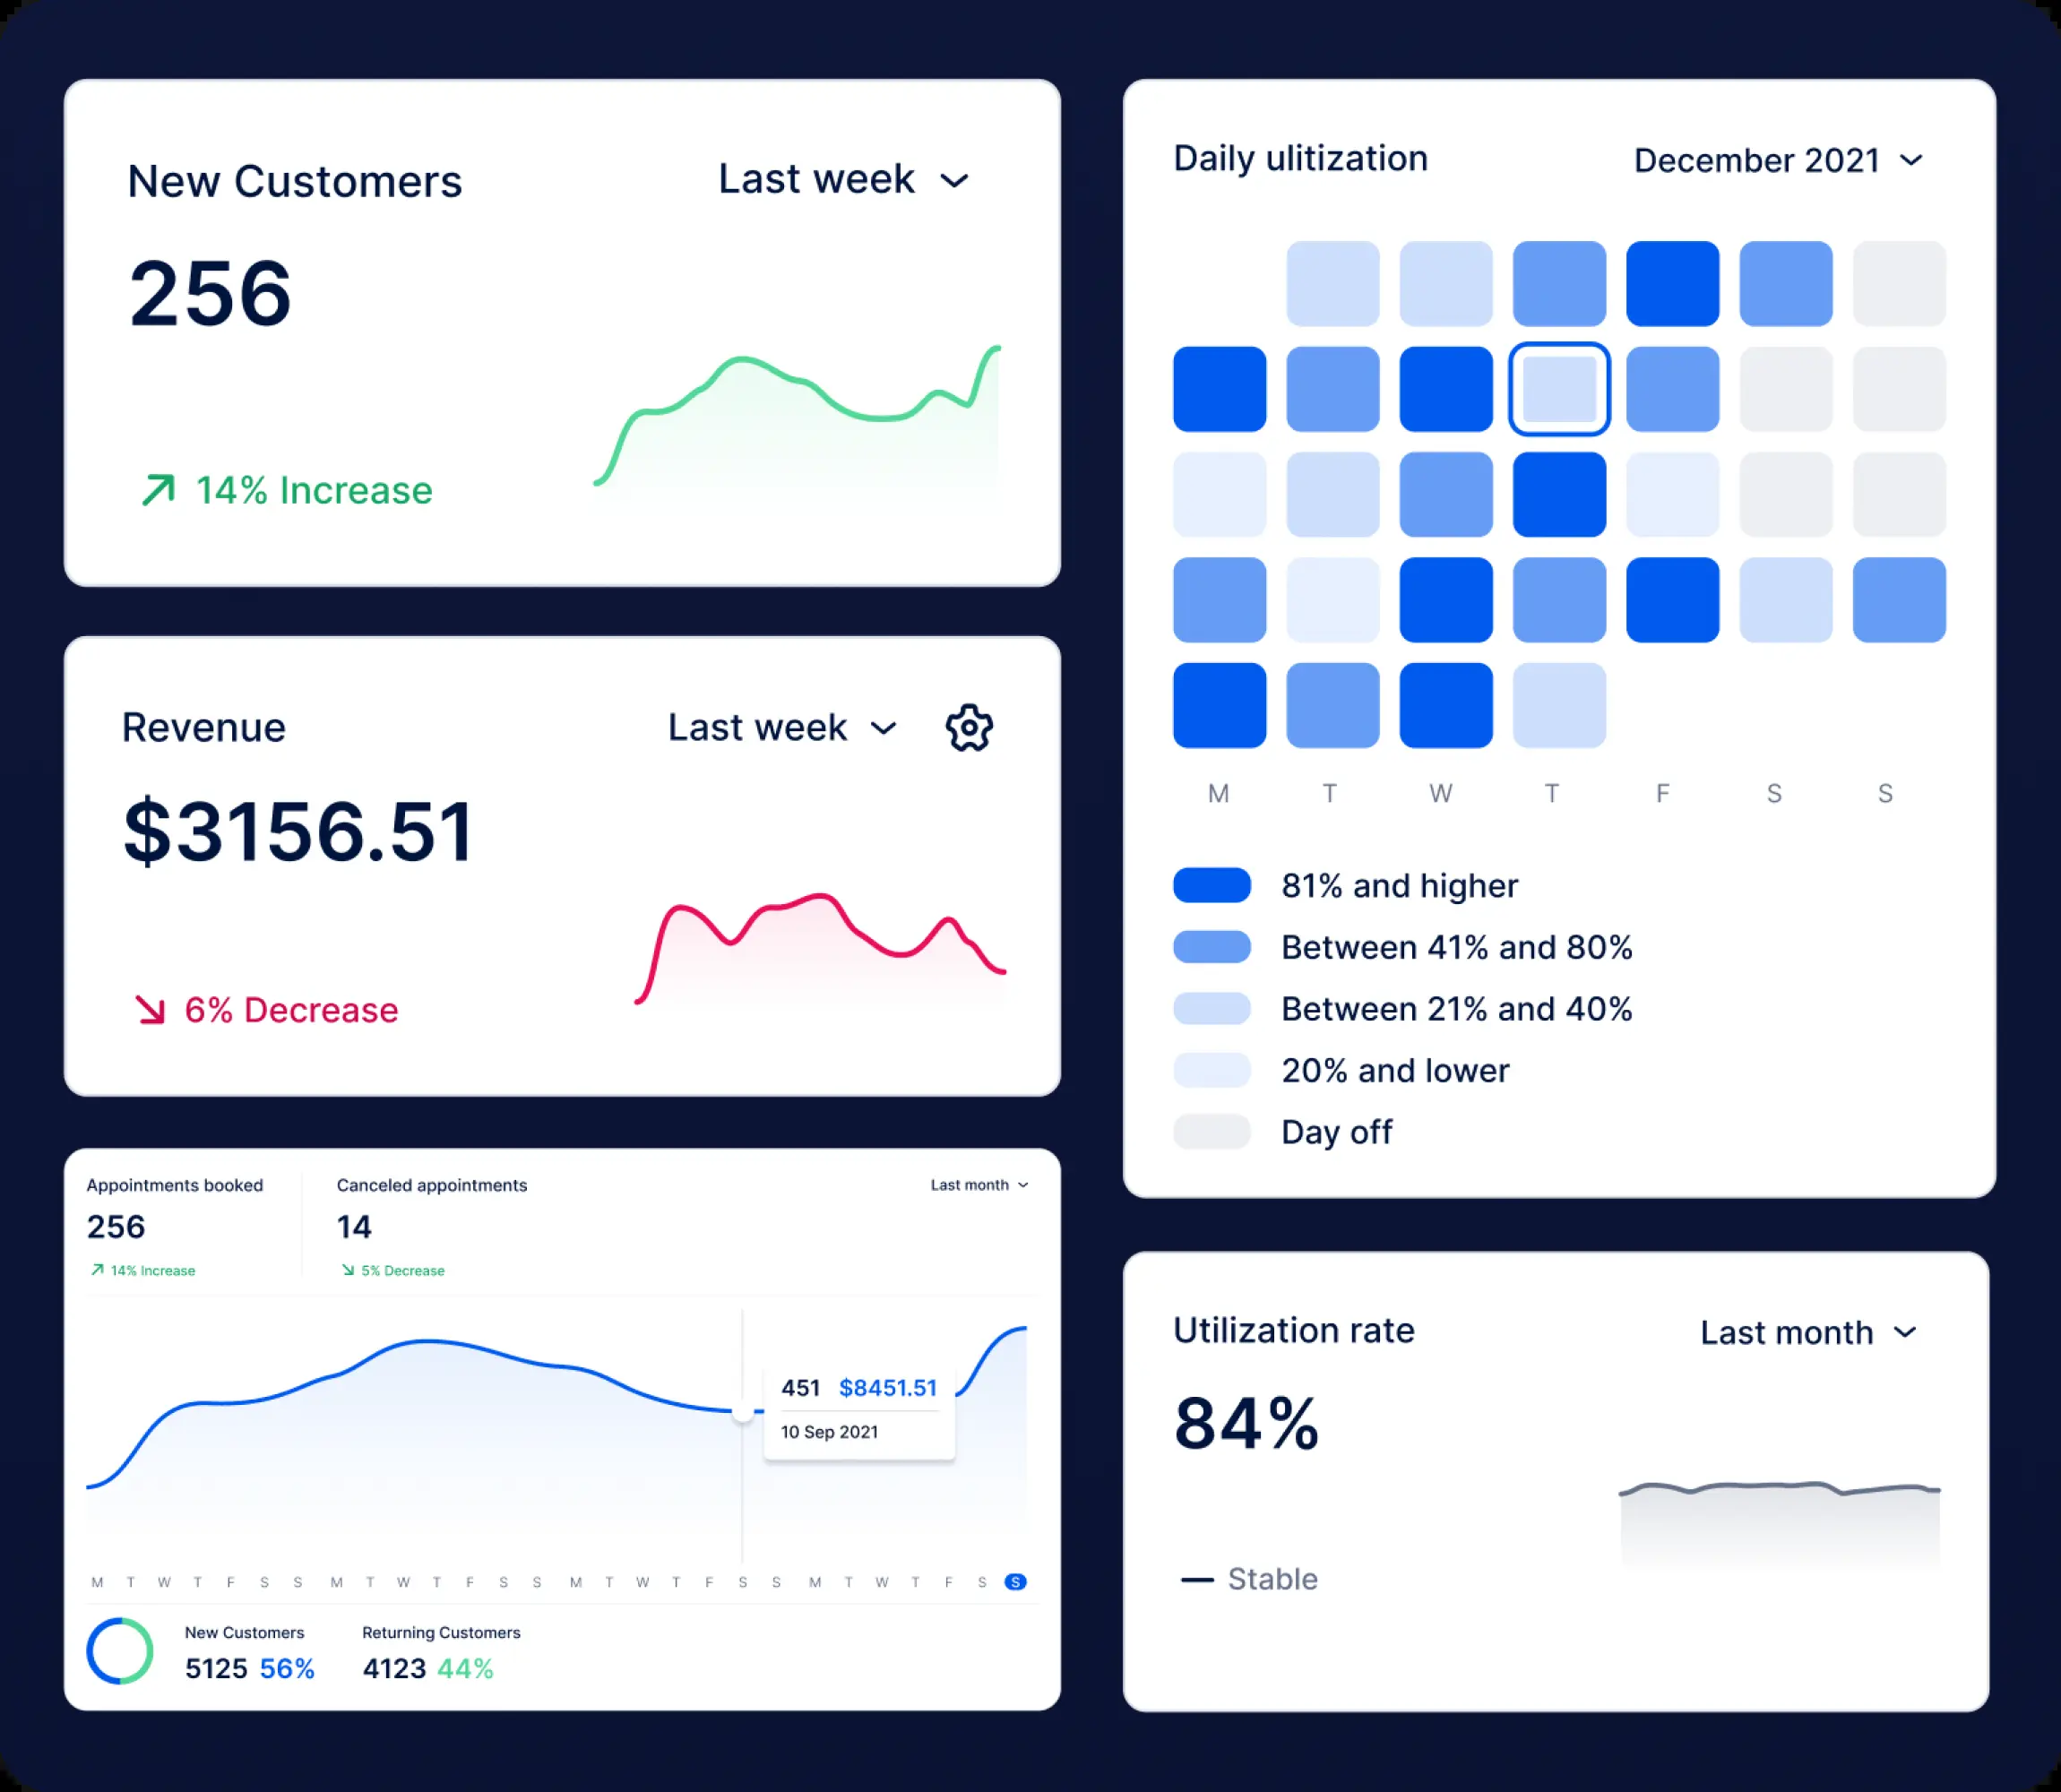 New Customers
Last week
256
14% Increase
Revenue
Last week
$3156.51
6% Decrease
Appointments booked
256
14% Increase
Canceled appointments
14
5% Decrease
Last month
451 $8451.51
10 Sep 2021
M T W T F S S M T W T F S S M T W T F S S M T W T F S S
New Customers
5125 56%
Returning Customers
4123 44%
Daily ulitization
December 2021
M T W T F S S
81% and higher
Between 41% and 80%
Between 21% and 40%
20% and lower
Day off
Utilization rate
Last month
84%
Stable